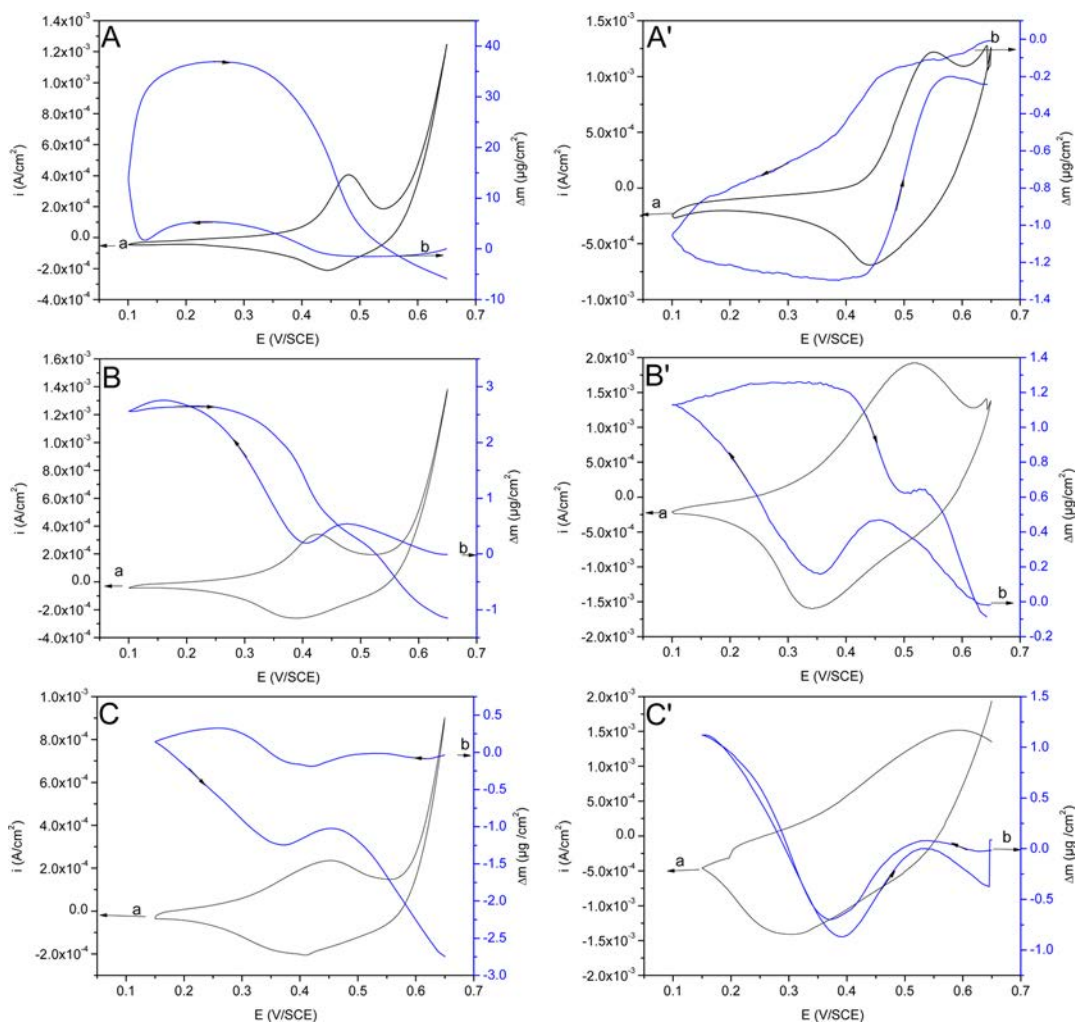 A
1.4x10⁻³
1.2x10⁻³
1.0x10⁻³
8.0x10⁻⁴
6.0x10⁻⁴
4.0x10⁻⁴
2.0x10⁻⁴
0.0
-2.0x10⁻⁴
-4.0x10⁻⁴
i (A/cm²)
a
b
40
30
20
10
0
-10
Δm (µg/cm²)
0.1 0.2 0.3 0.4 0.5 0.6 0.7
E (V/SCE)
A'
1.5x10⁻³
1.0x10⁻³
5.0x10⁻⁴
0.0
-5.0x10⁻⁴
-1.0x10⁻³
i (A/cm²)
a
b
0.0
-0.2
-0.4
-0.6
-0.8
-1.0
-1.2
-1.4
Δm (µg/cm²)
0.1 0.2 0.3 0.4 0.5 0.6 0.7
E (V/SCE)
B
1.6x10⁻³
1.4x10⁻³
1.2x10⁻³
1.0x10⁻³
8.0x10⁻⁴
6.0x10⁻⁴
4.0x10⁻⁴
2.0x10⁻⁴
0.0
-2.0x10⁻⁴
-4.0x10⁻⁴
i (A/cm²)
a
b
3
2
1
0
-1
Δm (µg/cm²)
0.1 0.2 0.3 0.4 0.5 0.6 0.7
E (V/SCE)
B'
2.0x10⁻³
1.5x10⁻³
1.0x10⁻³
5.0x10⁻⁴
0.0
-5.0x10⁻⁴
-1.0x10⁻³
-1.5x10⁻³
2.0x10⁻³
i (A/cm²)
a
b
1.4
1.2
1.0
0.8
0.6
0.4
0.2
0.0
0.2
Δm (µg/cm²)
0.1 0.2 0.3 0.4 0.5 0.6 0.7
E (V/SCE)
C
1.0x10⁻³
8.0x10⁻⁴
6.0x10⁻⁴
4.0x10⁻⁴
2.0x10⁻⁴
0.0
-2.0x10⁻⁴
i (A/cm²)
a
b
0.5
0.0
-0.5
-1.0
-1.5
-2.0
-2.5
-3.0
Δm (µg /cm²)
0.1 0.2 0.3 0.4 0.5 0.6 0.7
E (V/SCE)
C'
2.0x10⁻³
1.5x10⁻³
1.0x10⁻³
5.0x10⁻⁴
0.0
-5.0x10⁻⁴
-1.0x10⁻³
-1.5x10⁻³
2.0x10⁻³
i (A/cm²)
a
b
1.5
1.0
0.5
0.0
-0.5
-1.0
Δm (µg/cm²)
0.1 0.2 0.3 0.4 0.5 0.6 0.7
E (V/SCE)